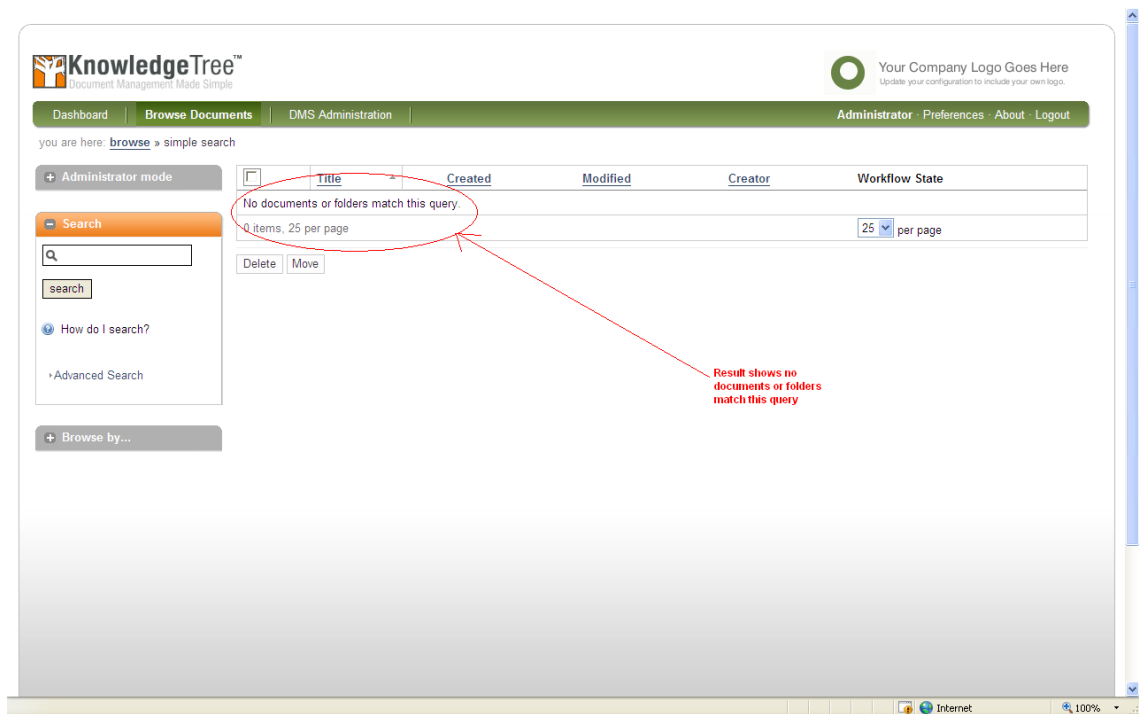 KnowledgeTree™
Document Management Made Simple
Your Company Logo Goes Here
Update your configuration to include your own logo.
Dashboard Browse Documents DMS Administration Administrator · Preferences · About · Logout
you are here: browse » simple search
Administrator mode
Title Created Modified Creator Workflow State
No documents or folders match this query.
0 items, 25 per page 25 per page
Delete Move
Search
search
How do I search?
Advanced Search
Browse by...
Result shows no
documents or folders
match this query
Internet 100%